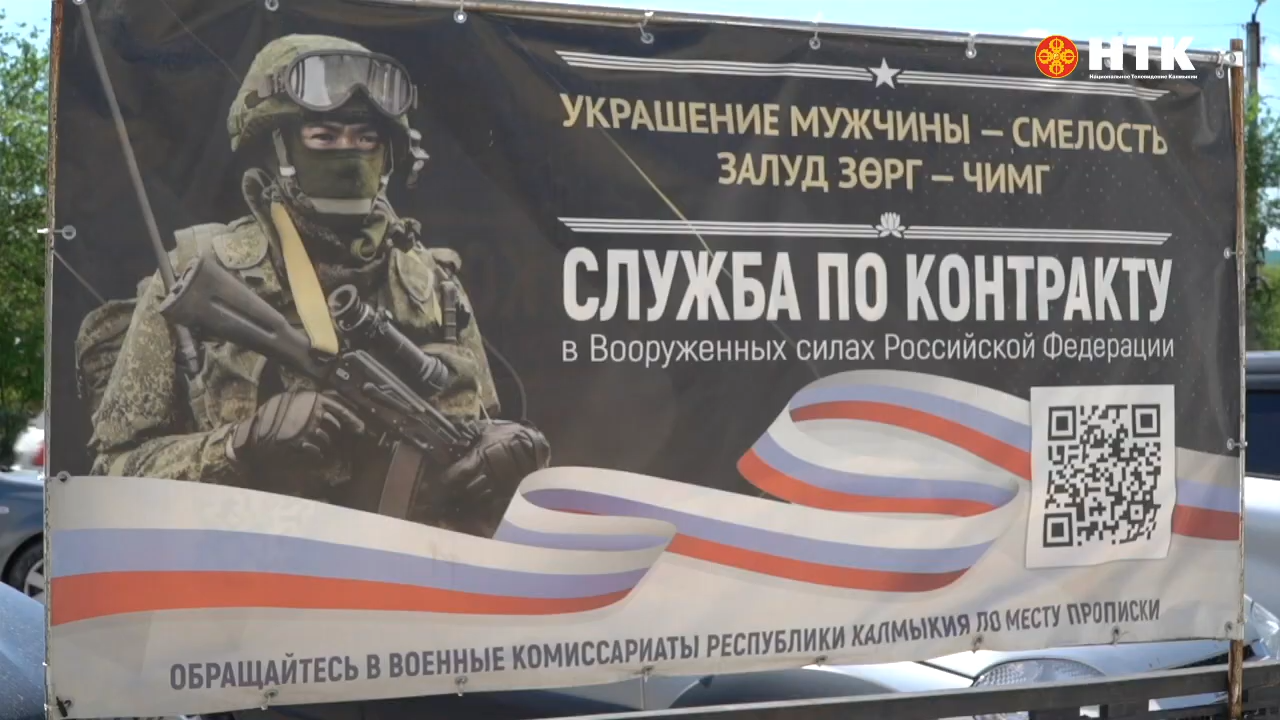 НТК
Национальное Телевидение Калмыкии
УКРАШЕНИЕ МУЖЧИНЫ – СМЕЛОСТЬ
ЗАЛУД ЗӨРГ – ЧИМГ
СЛУЖБА ПО КОНТРАКТУ
в Вооруженных силах Российской Федерации
ОБРАЩАЙТЕСЬ В ВОЕННЫЕ КОМИССАРИАТЫ РЕСПУБЛИКИ КАЛМЫКИЯ ПО МЕСТУ ПРОПИСКИ